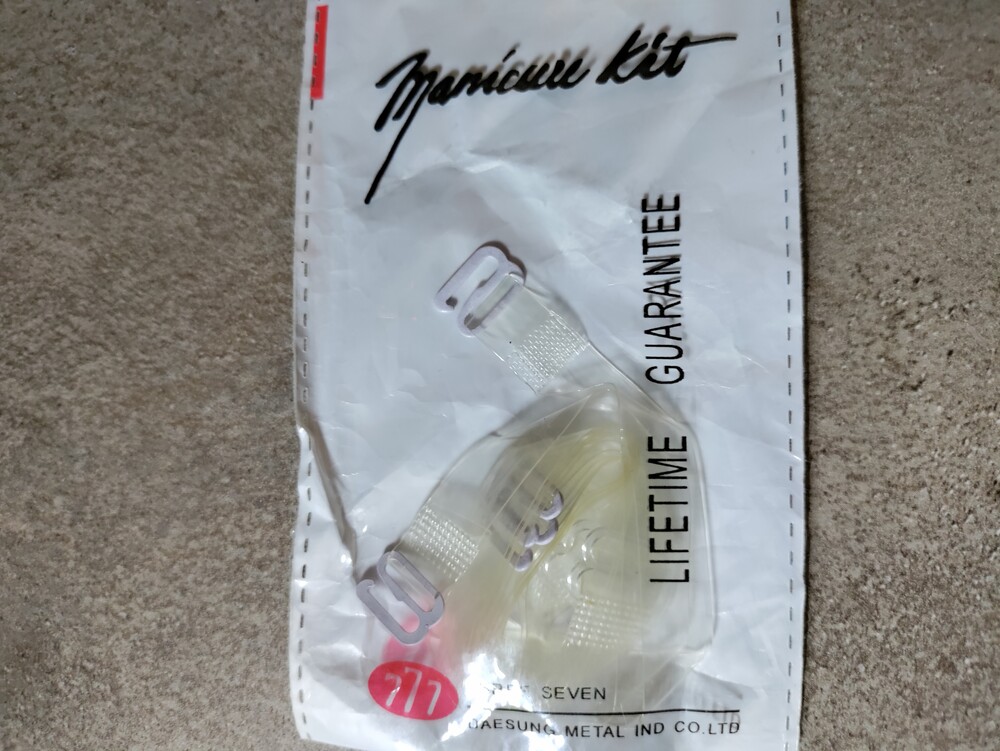 Manicure Kit
LIFETIME GUARANTEE
777
SEVEN
DAESUNG METAL IND CO.LTD